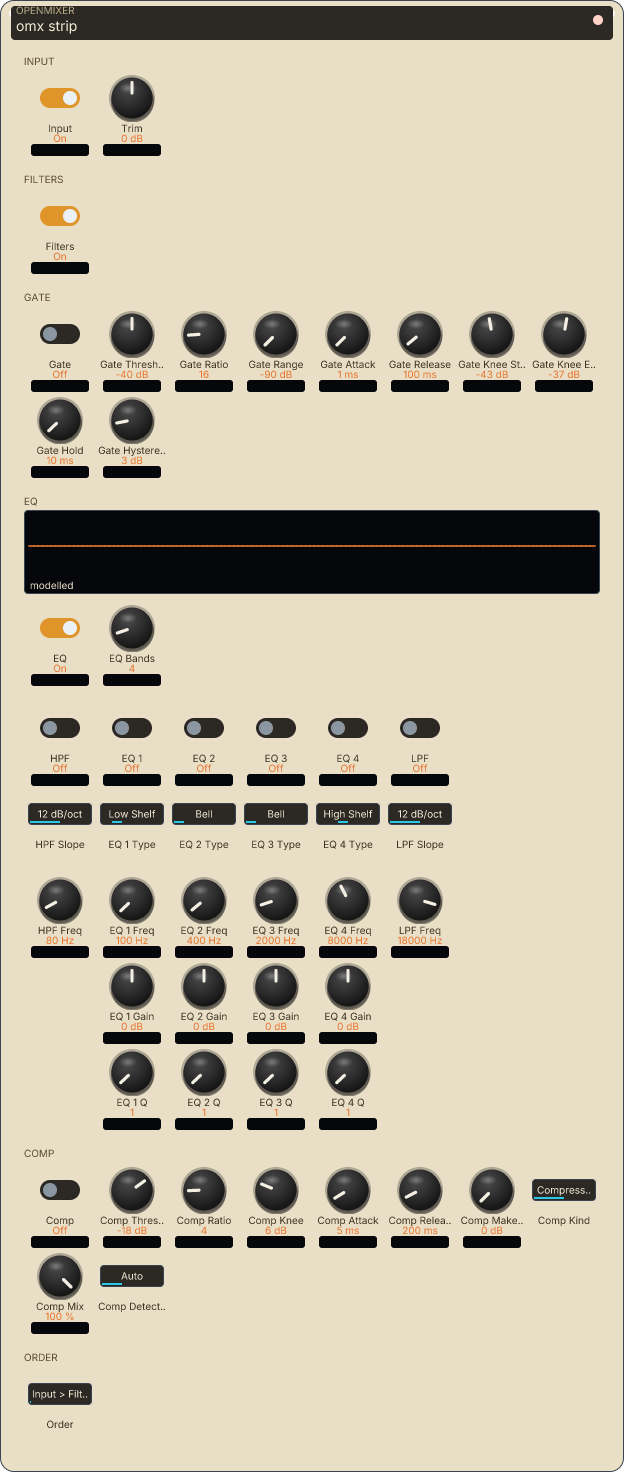 OPENMIXER
omx strip
INPUT
Input Trim
On 0 dB
FILTERS
Filters
On
GATE
Gate Gate Thresh.. Gate Ratio Gate Range Gate Attack Gate Release Gate Knee St.. Gate Knee E..
Off -40 dB 16 -90 dB 1 ms 100 ms -43 dB -37 dB
Gate Hold Gate Hystere..
10 ms 3 dB
EQ
modelled
EQ EQ Bands
On 4
HPF EQ 1 EQ 2 EQ 3 EQ 4 LPF
Off Off Off Off Off Off
12 dB/oct Low Shelf Bell Bell High Shelf 12 dB/oct
HPF Slope EQ 1 Type EQ 2 Type EQ 3 Type EQ 4 Type LPF Slope
HPF Freq EQ 1 Freq EQ 2 Freq EQ 3 Freq EQ 4 Freq LPF Freq
80 Hz 100 Hz 400 Hz 2000 Hz 8000 Hz 18000 Hz
EQ 1 Gain EQ 2 Gain EQ 3 Gain EQ 4 Gain
0 dB 0 dB 0 dB 0 dB
EQ 1 Q EQ 2 Q EQ 3 Q EQ 4 Q
1 1 1 1
COMP
Compress..
Comp Comp Thres.. Comp Ratio Comp Knee Comp Attack Comp Relea.. Comp Make.. Comp Kind
Off -18 dB 4 6 dB 5 ms 200 ms 0 dB
Auto
Comp Mix Comp Detect..
100 %
ORDER
Input > Filt..
Order